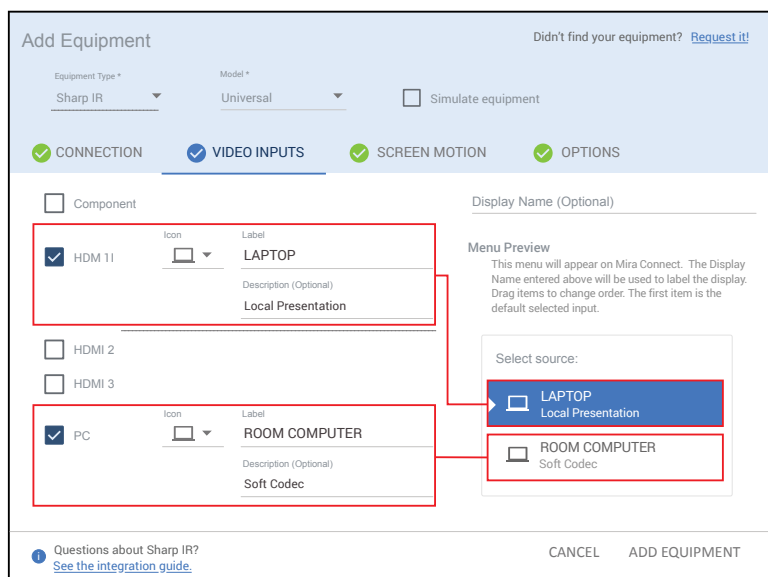 Add Equipment
Didn't find your equipment? Request it!
Equipment Type *
Model *
Sharp IR
Universal
Simulate equipment
CONNECTION
VIDEO INPUTS
SCREEN MOTION
OPTIONS
Component
Display Name (Optional)
Icon
Label
HDM 1I
LAPTOP
Description (Optional)
Local Presentation
Menu Preview
This menu will appear on Mira Connect. The Display
Name entered above will be used to label the display.
Drag items to change order. The first item is the
default selected input.
HDMI 2
HDMI 3
Select source:
LAPTOP
Local Presentation
ROOM COMPUTER
Soft Codec
Icon
Label
PC
ROOM COMPUTER
Description (Optional)
Soft Codec
i
Questions about Sharp IR?
See the integration guide.
CANCEL
ADD EQUIPMENT